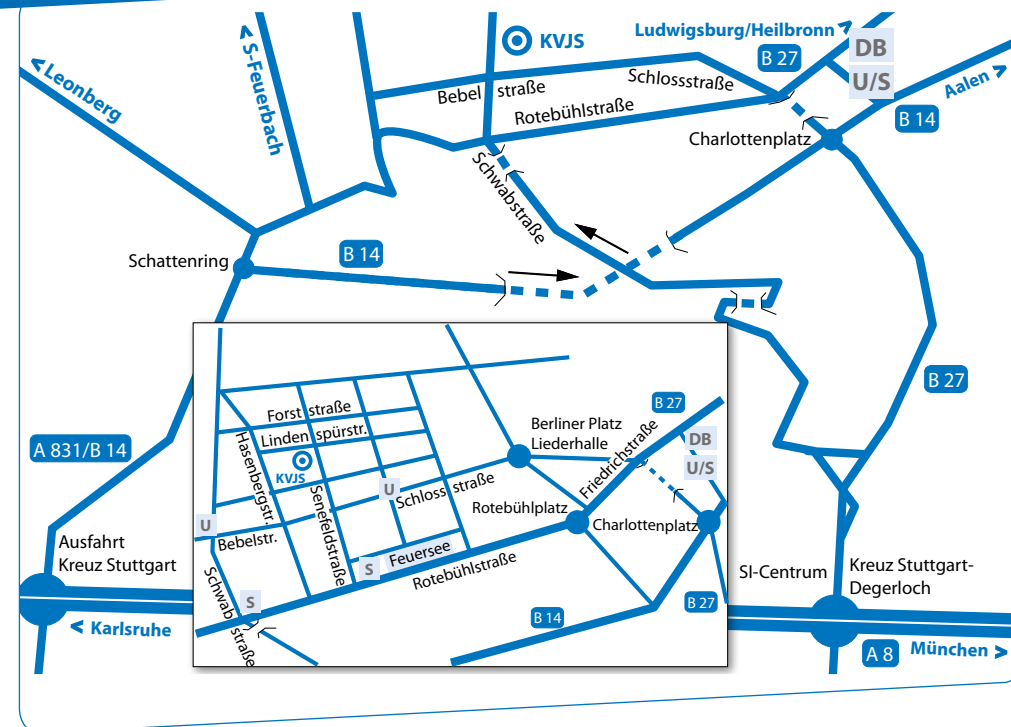 Ludwigsburg/Heilbronn >
KVJS
DB
B 27
U/S
< S-Feuerbach
< Leonberg
Schlossstraße
Bebel straße
Aalen >
Rotebühlstraße
B 14
Charlottenplatz
Schwabstraße
Schattenring
B 14
B 27
A 831/B 14
Ausfahrt
Kreuz Stuttgart
< Karlsruhe
SI-Centrum
Kreuz Stuttgart-
Degerloch
A 8
München >
B 27
Forst straße
Berliner Platz
Liederhalle
Linden spürstr.
DB
U/S
Friedrichstraße
Hasenbergstr.
KVJS
Senefeldstraße
U
Schloss straße
Rotebühlplatz
Charlottenplatz
U
Bebelstr.
Feuersee
S
Rotebühlstraße
Schwab straße
S
B 14
B 27